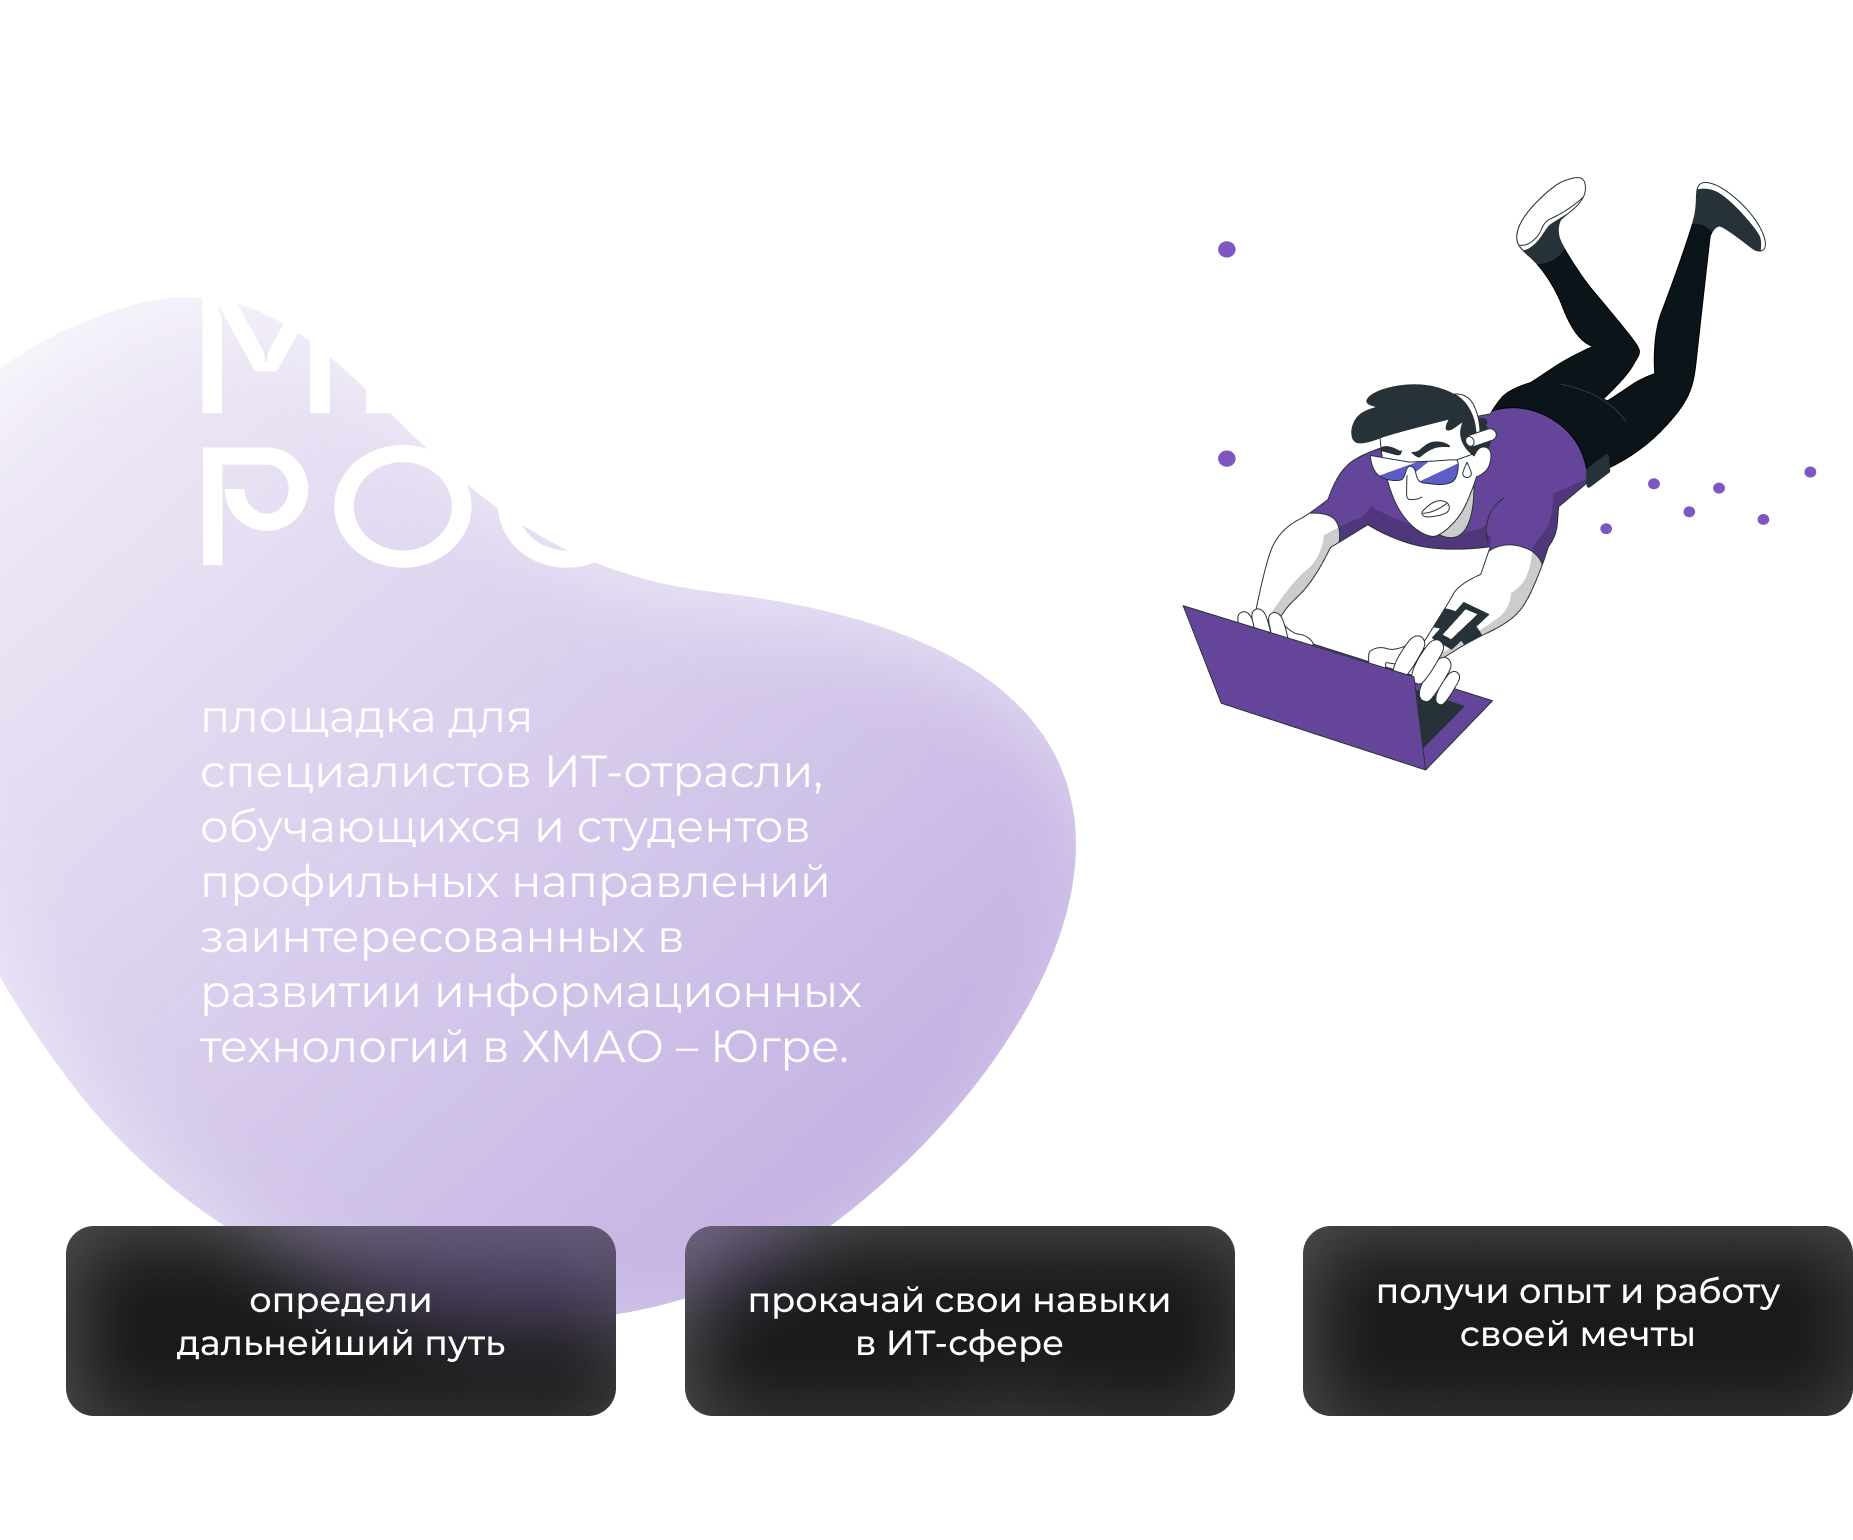 площадка для
специалистов ИТ-отрасли,
обучающихся и студентов
профильных направлений
заинтересованных в
развитии информационных
технологий в ХМАО – Югре.
определи
дальнейший путь
прокачай свои навыки
в ИТ-сфере
получи опыт и работу
своей мечты